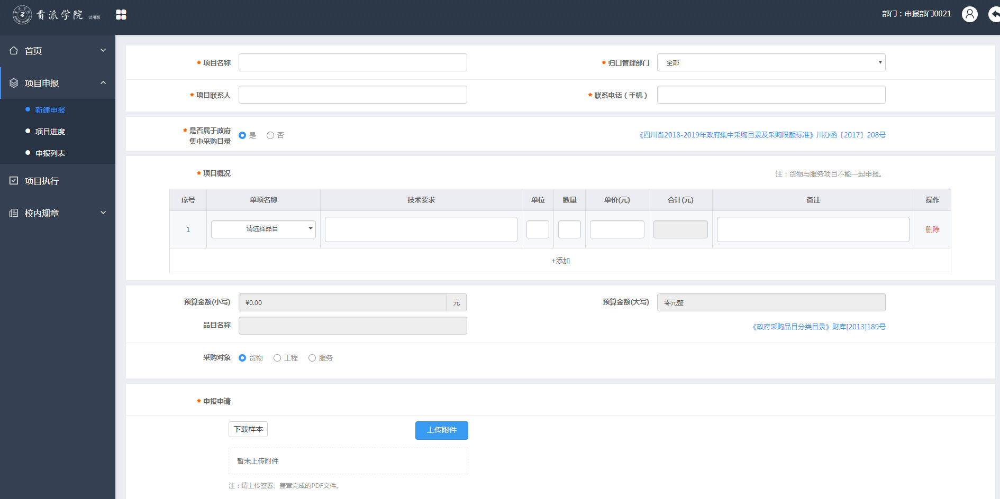 贵派学院 ·试用版
部门：申报部门0021
首页
项目申报
新建申报
项目进度
申报列表
项目执行
校内规章
* 项目名称
* 归口管理部门 全部
* 项目联系人
* 联系电话（手机）
* 是否属于政府
集中采购目录
是 否
《四川省2018-2019年政府集中采购目录及采购限额标准》川办函〔2017〕208号
* 项目概况
注：货物与服务项目不能一起申报。
序号 单项名称 技术要求 单位 数量 单价(元) 合计(元) 备注 操作
1 请选择品目 删除
+添加
预算金额(小写) ¥0.00 元
预算金额(大写) 零元整
品目名称
《政府采购品目分类目录》财库[2013]189号
采购对象 货物 工程 服务
* 申报申请
下载样本 上传附件
暂未上传附件
注：请上传签署、盖章完成的PDF文件。